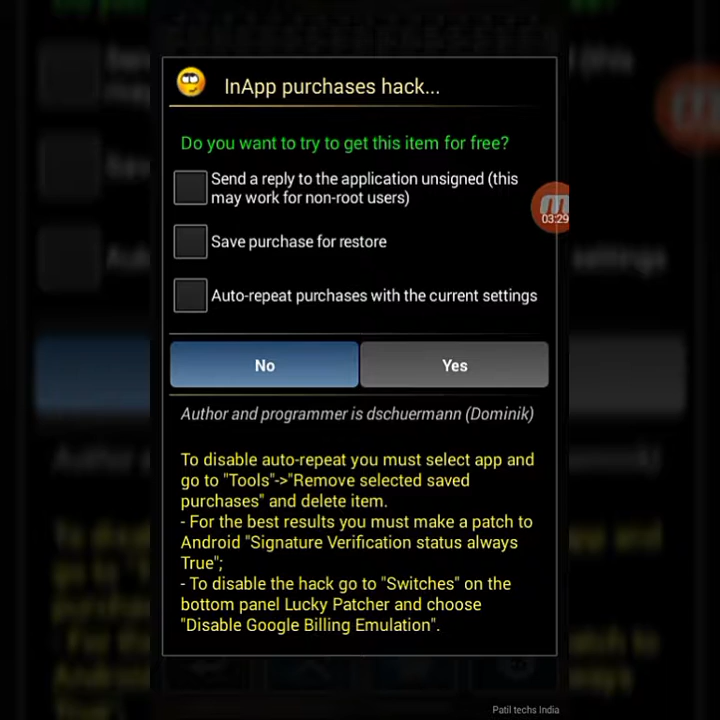 InApp purchases hack...
Do you want to try to get this item for free?
Send a reply to the application unsigned (this
may work for non-root users)
03:29
Save purchase for restore
Auto-repeat purchases with the current settings
No
Yes
Author and programmer is dschuermann (Dominik)
To disable auto-repeat you must select app and
go to "Tools"->"Remove selected saved
purchases" and delete item.
- For the best results you must make a patch to
Android "Signature Verification status always
True";
- To disable the hack go to "Switches" on the
bottom panel Lucky Patcher and choose
"Disable Google Billing Emulation".
Patil techs India